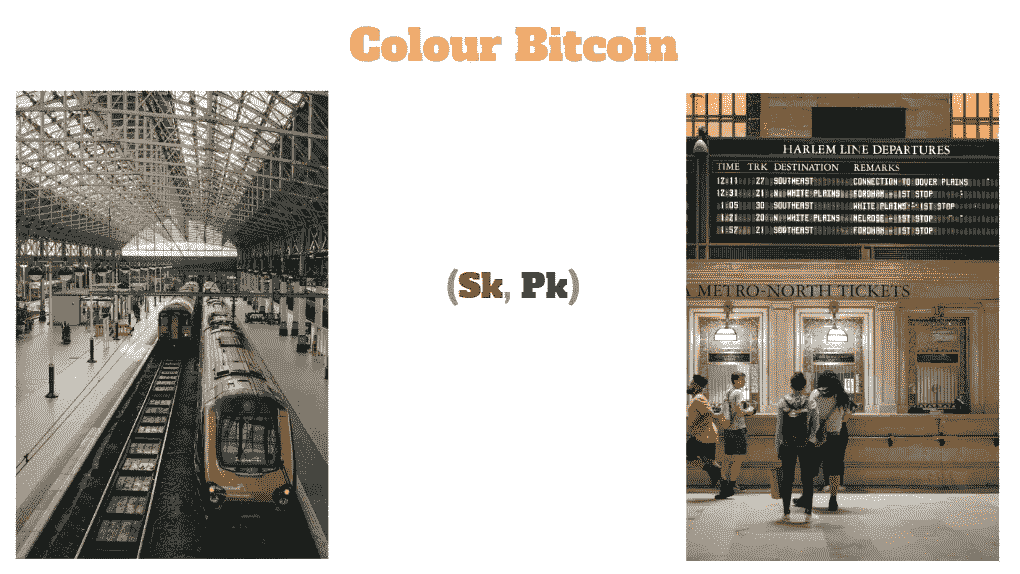 Colour Bitcoin
(Sk, Pk)
HARLEM LINE DEPARTURES
TIME TRK DESTINATION REMARKS
12:11 27 SOUTHEAST CONNECTION TO DOVER PLAINS
12:31 21 N. WHITE PLAINS FORDHAM - 1ST STOP
1:05 30 SOUTHEAST WHITE PLAINS - 1ST STOP
1:21 20 N. WHITE PLAINS MELROSE - 1ST STOP
1:57 21 SOUTHEAST FORDHAM - 1ST STOP
A METRO-NORTH TICKETS